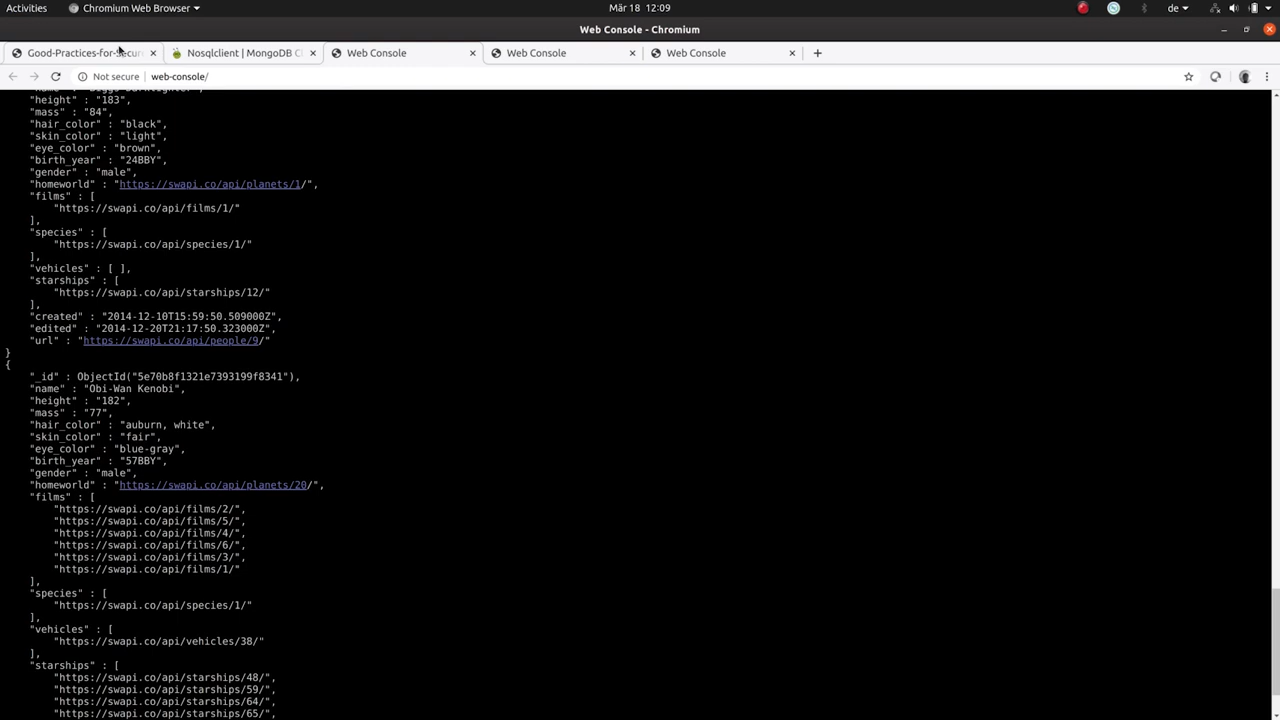 Activities Chromium Web Browser Mär 18 12:09 de
Web Console - Chromium
Good-Practices-for-Secure Nosqlclient | MongoDB Cl Web Console Web Console Web Console
Not secure web-console/
"height" : "183",
"mass" : "84",
"hair_color" : "black",
"skin_color" : "light",
"eye_color" : "brown",
"birth_year" : "24BBY",
"gender" : "male",
"homeworld" : "https://swapi.co/api/planets/1/",
"films" : [
"https://swapi.co/api/films/1/"
],
"species" : [
"https://swapi.co/api/species/1/"
],
"vehicles" : [ ],
"starships" : [
"https://swapi.co/api/starships/12/"
],
"created" : "2014-12-10T15:59:50.509000Z",
"edited" : "2014-12-20T21:17:50.323000Z",
"url" : "https://swapi.co/api/people/9/"
}
{
"_id" : ObjectId("5e70b8f1321e7393199f8341"),
"name" : "Obi-Wan Kenobi",
"height" : "182",
"mass" : "77",
"hair_color" : "auburn, white",
"skin_color" : "fair",
"eye_color" : "blue-gray",
"birth_year" : "57BBY",
"gender" : "male",
"homeworld" : "https://swapi.co/api/planets/20/",
"films" : [
"https://swapi.co/api/films/2/",
"https://swapi.co/api/films/5/",
"https://swapi.co/api/films/4/",
"https://swapi.co/api/films/6/",
"https://swapi.co/api/films/3/",
"https://swapi.co/api/films/1/"
],
"species" : [
"https://swapi.co/api/species/1/"
],
"vehicles" : [
"https://swapi.co/api/vehicles/38/"
],
"starships" : [
"https://swapi.co/api/starships/48/",
"https://swapi.co/api/starships/59/",
"https://swapi.co/api/starships/64/",
"https://swapi.co/api/starships/65/",